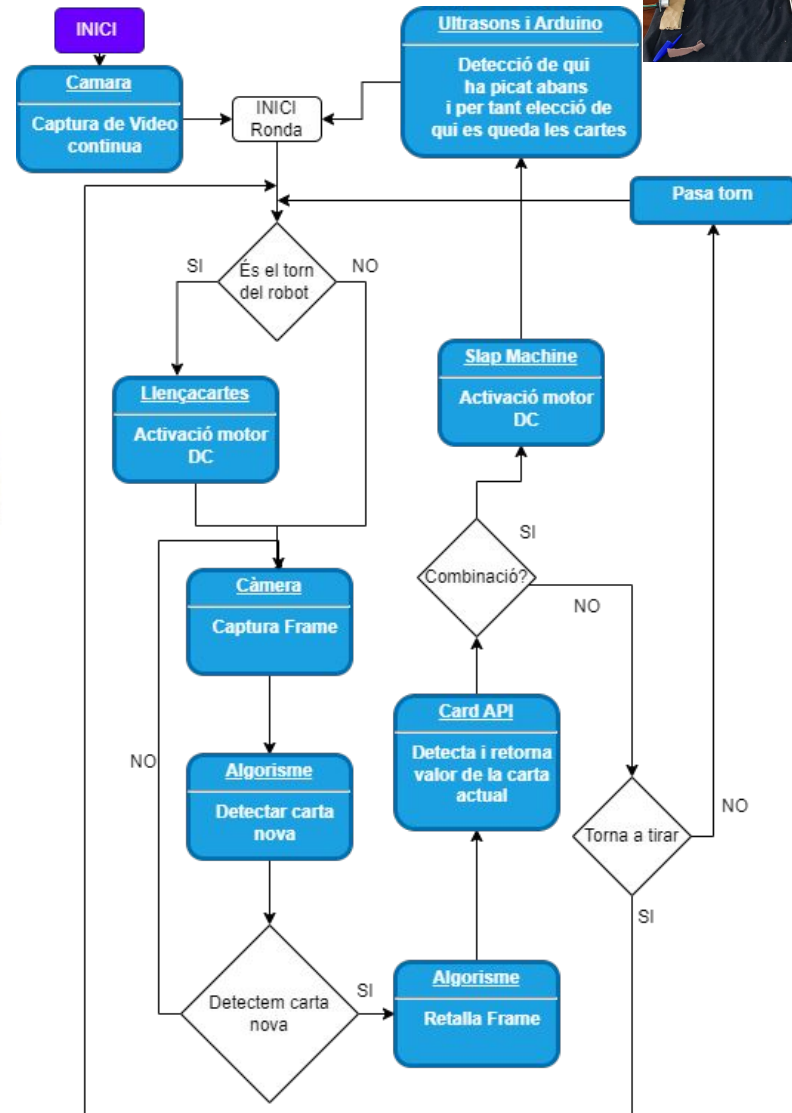 INICI
Camara
Captura de Video
continua
INICI
Ronda
Ultrasons i Arduino
Detecció de qui
ha picat abans
i per tant elecció de
qui es queda les cartes
Pasa torn
És el torn
del robot
SI
NO
Llençacartes
Activació motor
DC
Slap Machine
Activació motor
DC
Càmera
Captura Frame
Combinació?
SI
NO
Algorisme
Detectar carta
nova
NO
Card API
Detecta i retorna
valor de la carta
actual
Torna a tirar
NO
SI
Detectem carta
nova
SI
Algorisme
Retalla Frame